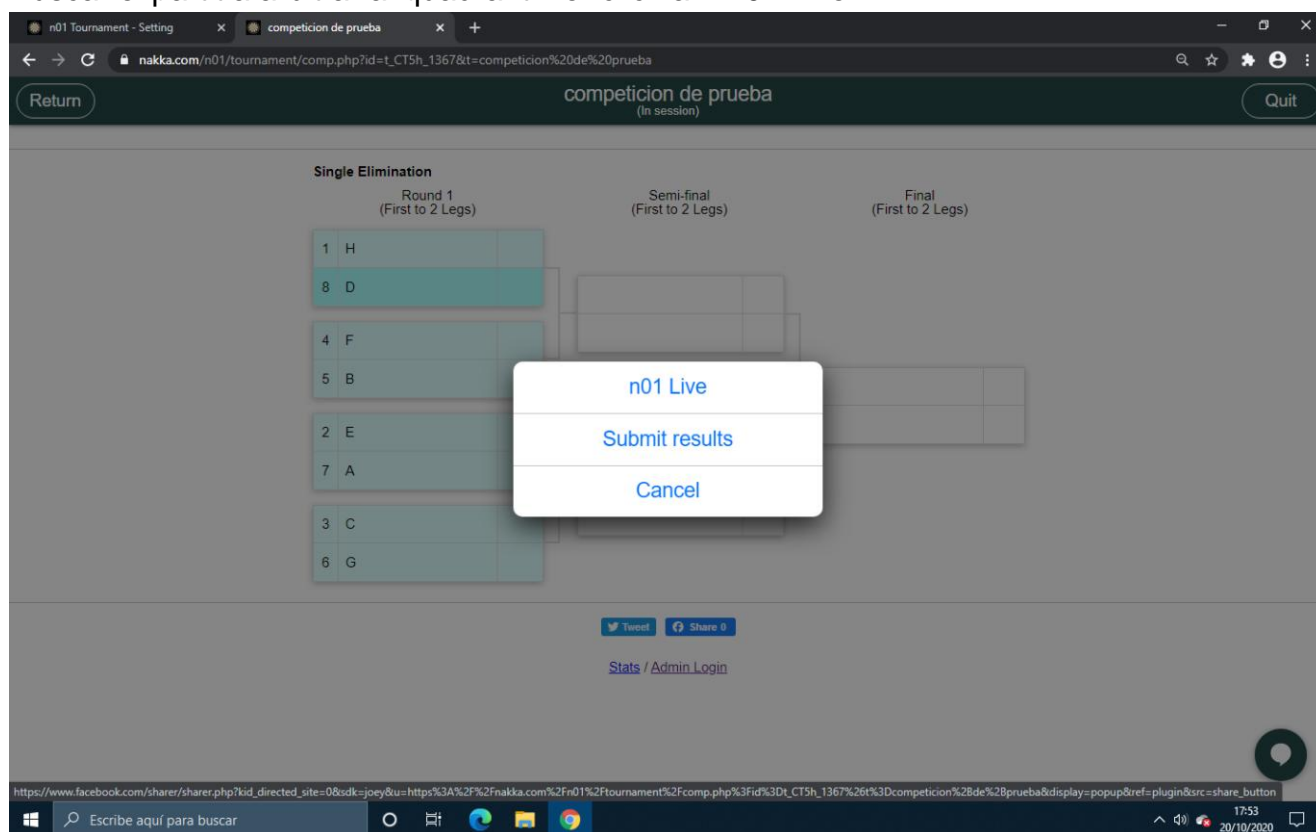 n01 Tournament - Setting
competicion de prueba
nakka.com/n01/tournament/comp.php?id=t_CT5h_1367&t=competicion%20de%20prueba
Return
competicion de prueba
(In session)
Quit
Single Elimination
Round 1
(First to 2 Legs)
Semi-final
(First to 2 Legs)
Final
(First to 2 Legs)
1 H
8 D
4 F
5 B
2 E
7 A
3 C
6 G
n01 Live
Submit results
Cancel
Tweet
Share 0
Stats / Admin Login
https://www.facebook.com/sharer/sharer.php?kid_directed_site=0&sdk=joey&u=https%3A%2F%2Fnakka.com%2Fn01%2Ftournament%2Fcomp.php%3Fid%3Dt_CT5h_1367%26t%3Dcompeticion%2Bde%2Bprueba&display=popup&ref=plugin&src=share_button
Escribe aquí para buscar
17:53
20/10/2020